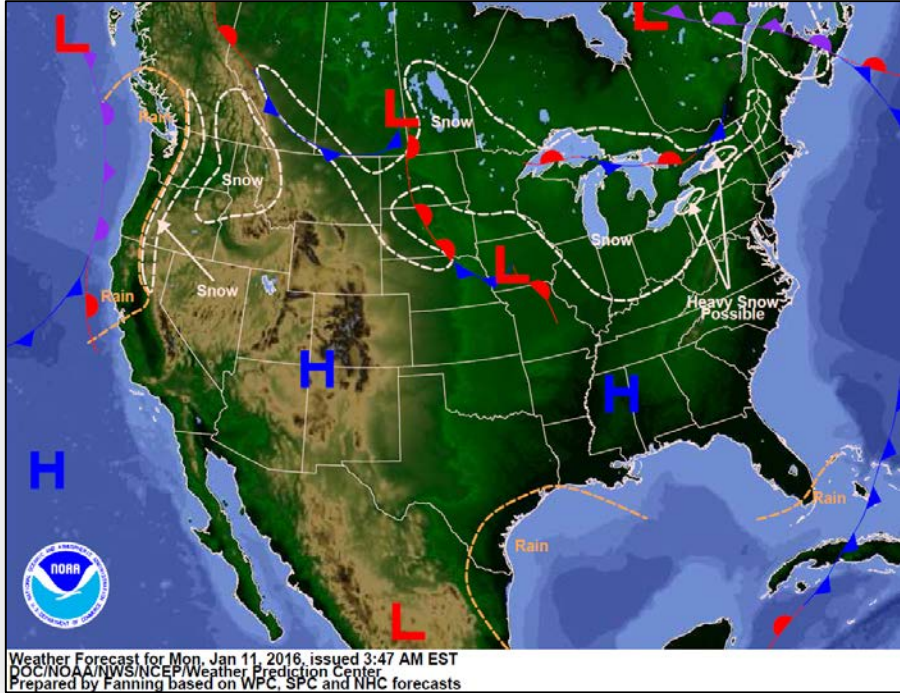 L
L
L
Rain
Snow
Snow
Snow
Snow
L
Rain
Heavy Snow
Possible
H
H
H
Rain
Rain
NOAA
L
Weather Forecast for Mon, Jan 11, 2016, issued 3:47 AM EST
DOC/NOAA/NWS/NCEP/Weather Prediction Center
Prepared by Fanning based on WPC, SPC and NHC forecasts